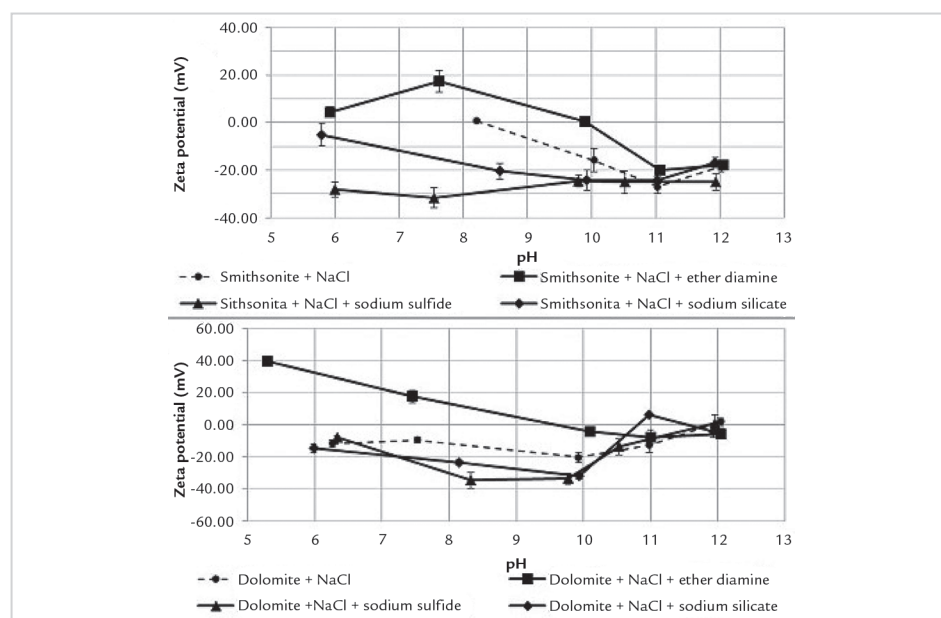 40.00
20.00
0.00
-20.00
-40.00
Zeta potential (mV)
5 6 7 8 9 10 11 12 13
pH
Smithsonite + NaCl
Smithsonite + NaCl + ether diamine
Sithsonita + NaCl + sodium sulfide
Smithsonita + NaCl + sodium silicate
60.00
40.00
20.00
0.00
-20.00
-40.00
-60.00
Zeta potential (mV)
5 6 7 8 9 10 11 12 13
pH
Dolomite + NaCl
Dolomite + NaCl + ether diamine
Dolomite +NaCl + sodium sulfide
Dolomite + NaCl + sodium silicate